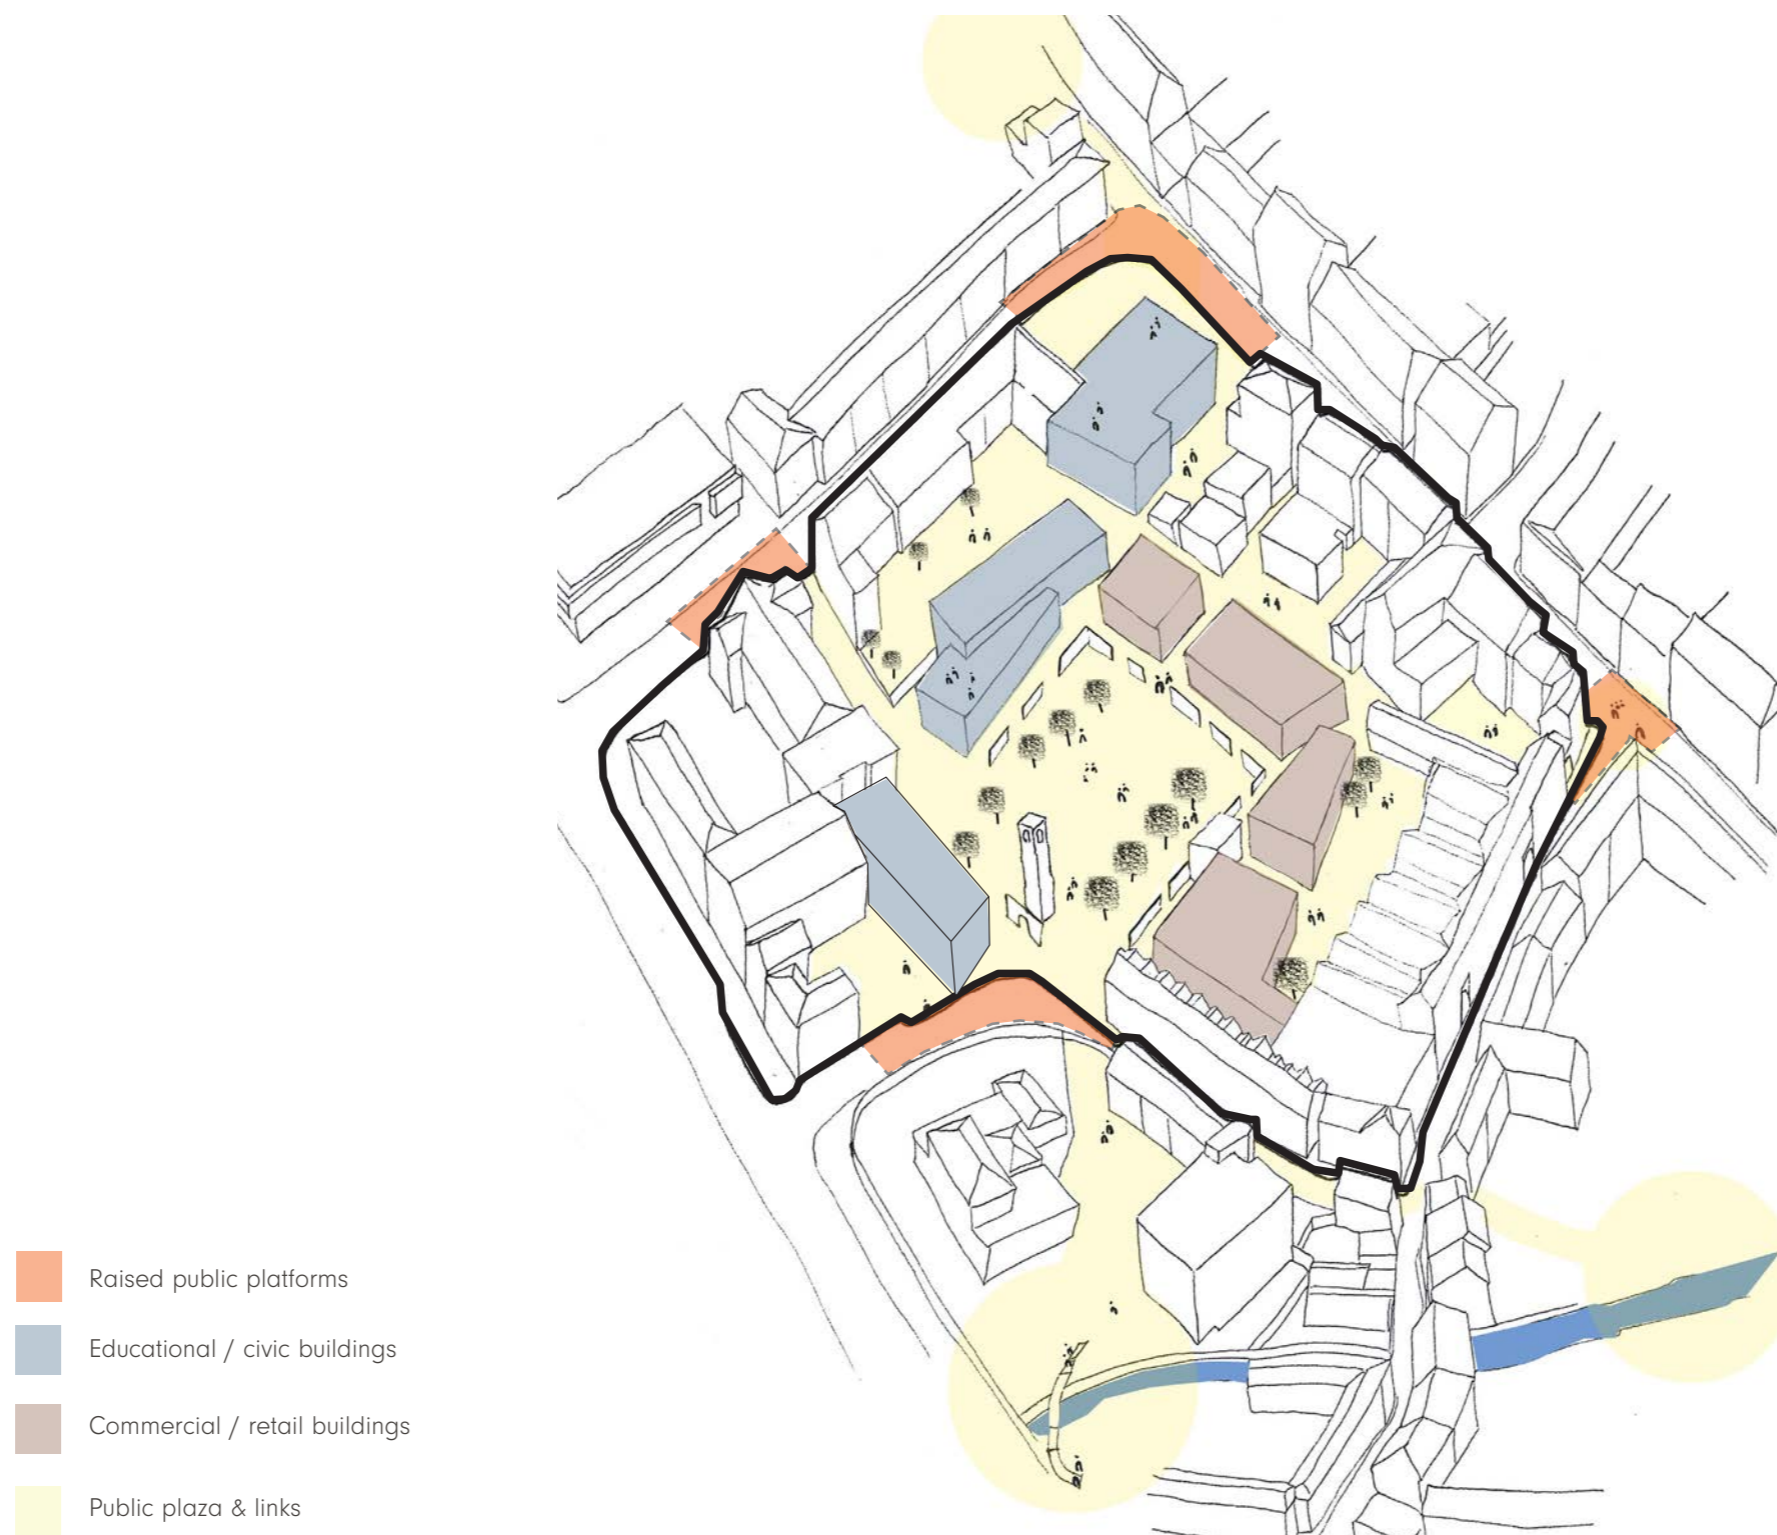 Raised public platforms
Educational / civic buildings
Commercial / retail buildings
Public plaza & links